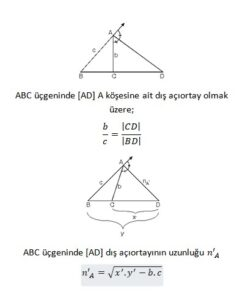 A
c
b
B
C
D
ABC üçgeninde [AD] A köşesine ait dış açıortay olmak
üzere;
b/c = |CD|/|BD|
A
c
b
n'A
B
C
D
x
y
ABC üçgeninde [AD] dış açıortayının uzunluğu n'A
n'A = √x'.y' − b.c